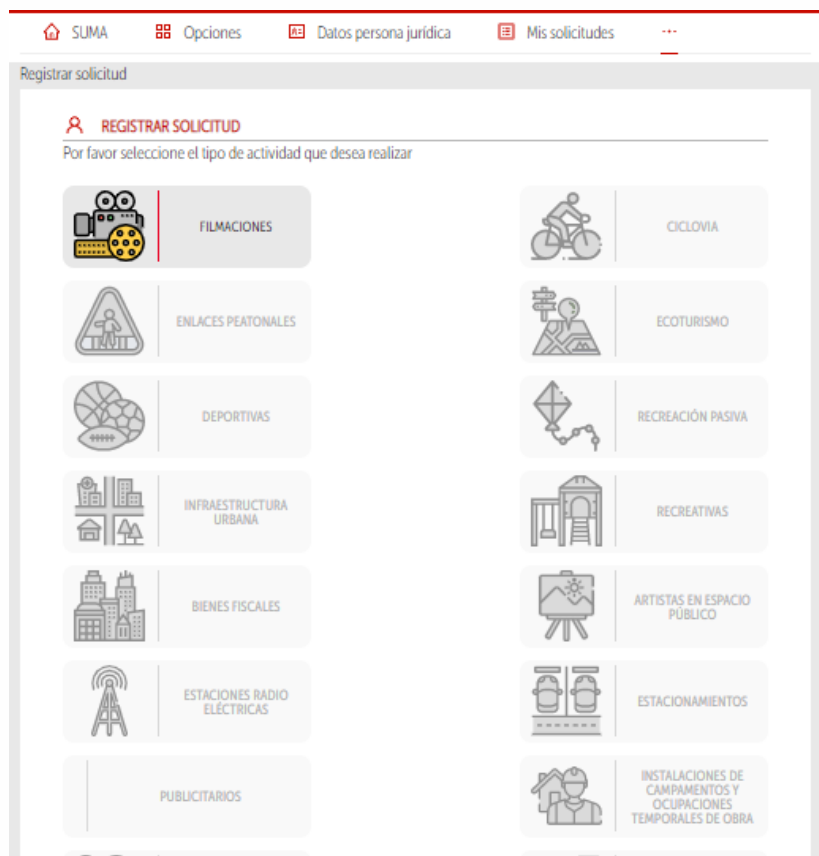 SUMA
Opciones
Datos persona jurídica
Mis solicitudes
...
Registrar solicitud
REGISTRAR SOLICITUD
Por favor seleccione el tipo de actividad que desea realizar
FILMACIONES
CICLOVIA
ENLACES PEATONALES
ECOTURISMO
DEPORTIVAS
RECREACIÓN PASIVA
INFRAESTRUCTURA
URBANA
RECREATIVAS
BIENES FISCALES
ARTISTAS EN ESPACIO
PÚBLICO
ESTACIONES RADIO
ELÉCTRICAS
ESTACIONAMIENTOS
PUBLICITARIOS
INSTALACIONES DE
CAMPAMENTOS Y
OCUPACIONES
TEMPORALES DE OBRA